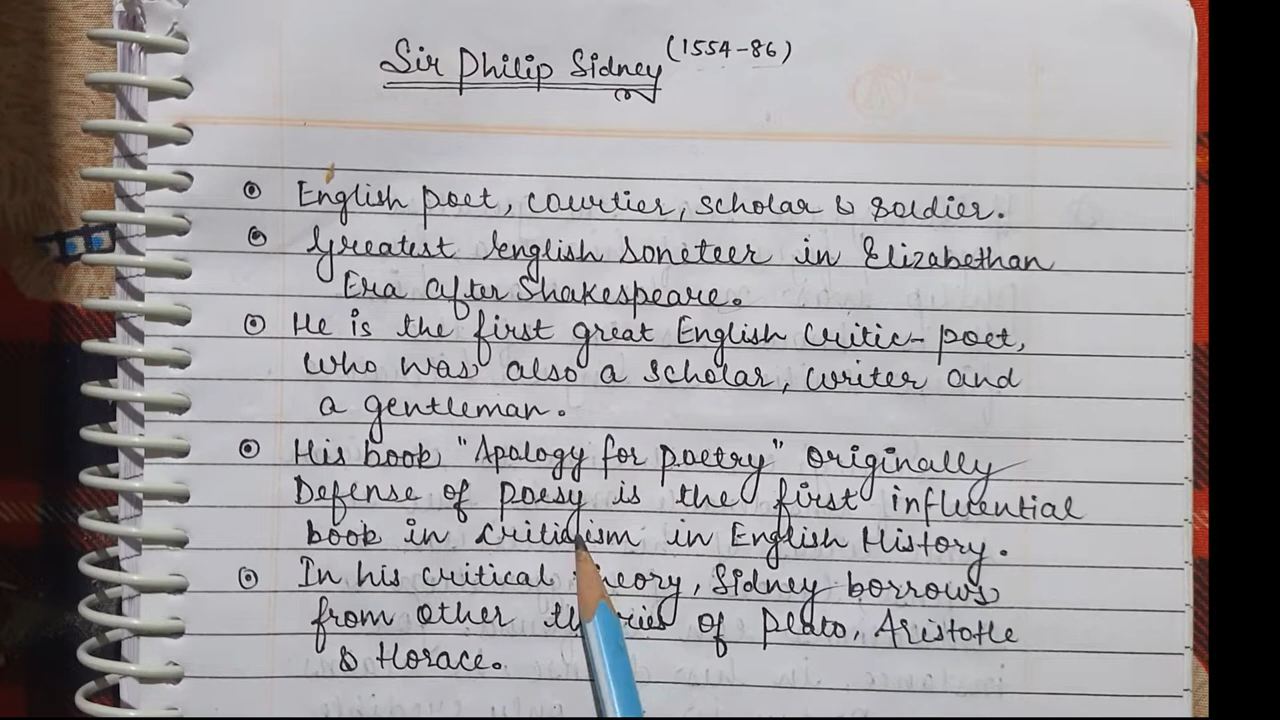 Sir Philip Sidney (1554-86)
English poet, courtier, scholar & soldier.
Greatest english soneteer in Elizabethan
Era after Shakespeare.
He is the first great English critic-poet,
who was also a scholar, writer and
a gentleman.
His book "Apology for poetry" originally
Defense of poesy is the first influential
book in criticism in English History.
In his critical theory, Sidney borrows
from other theories of Plato, Aristotle
& Horace.